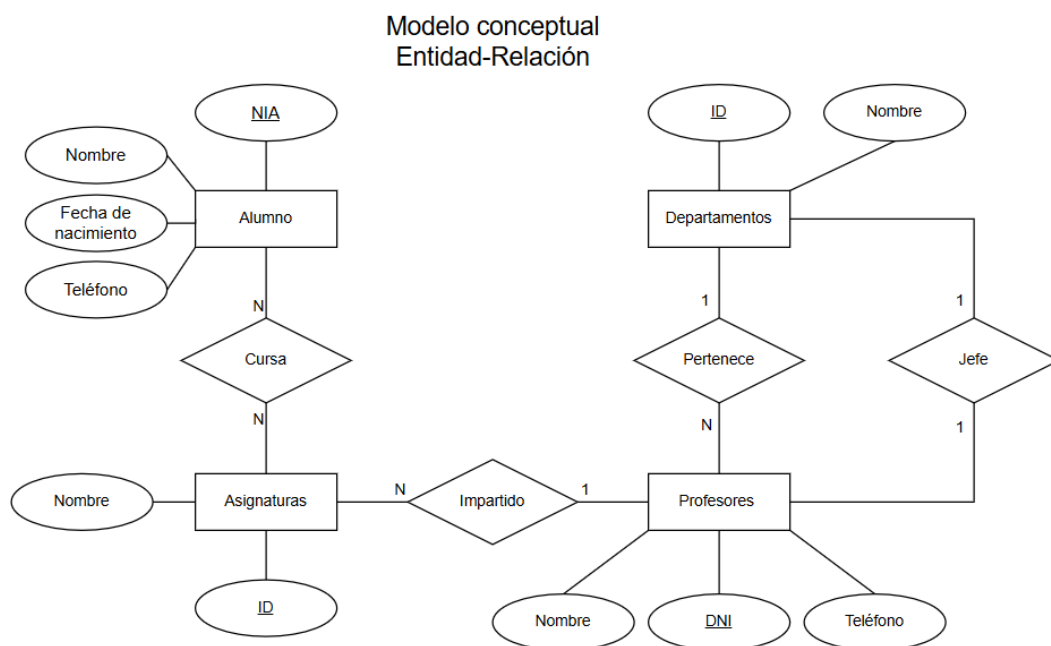 Modelo conceptual
Entidad-Relación
NIA
ID
Nombre
Nombre
Fecha de
nacimiento
Teléfono
Alumno
Departamentos
N
1
1
Cursa
Pertenece
Jefe
N
N
1
Nombre
Asignaturas
N
Impartido
1
Profesores
ID
Nombre
DNI
Teléfono